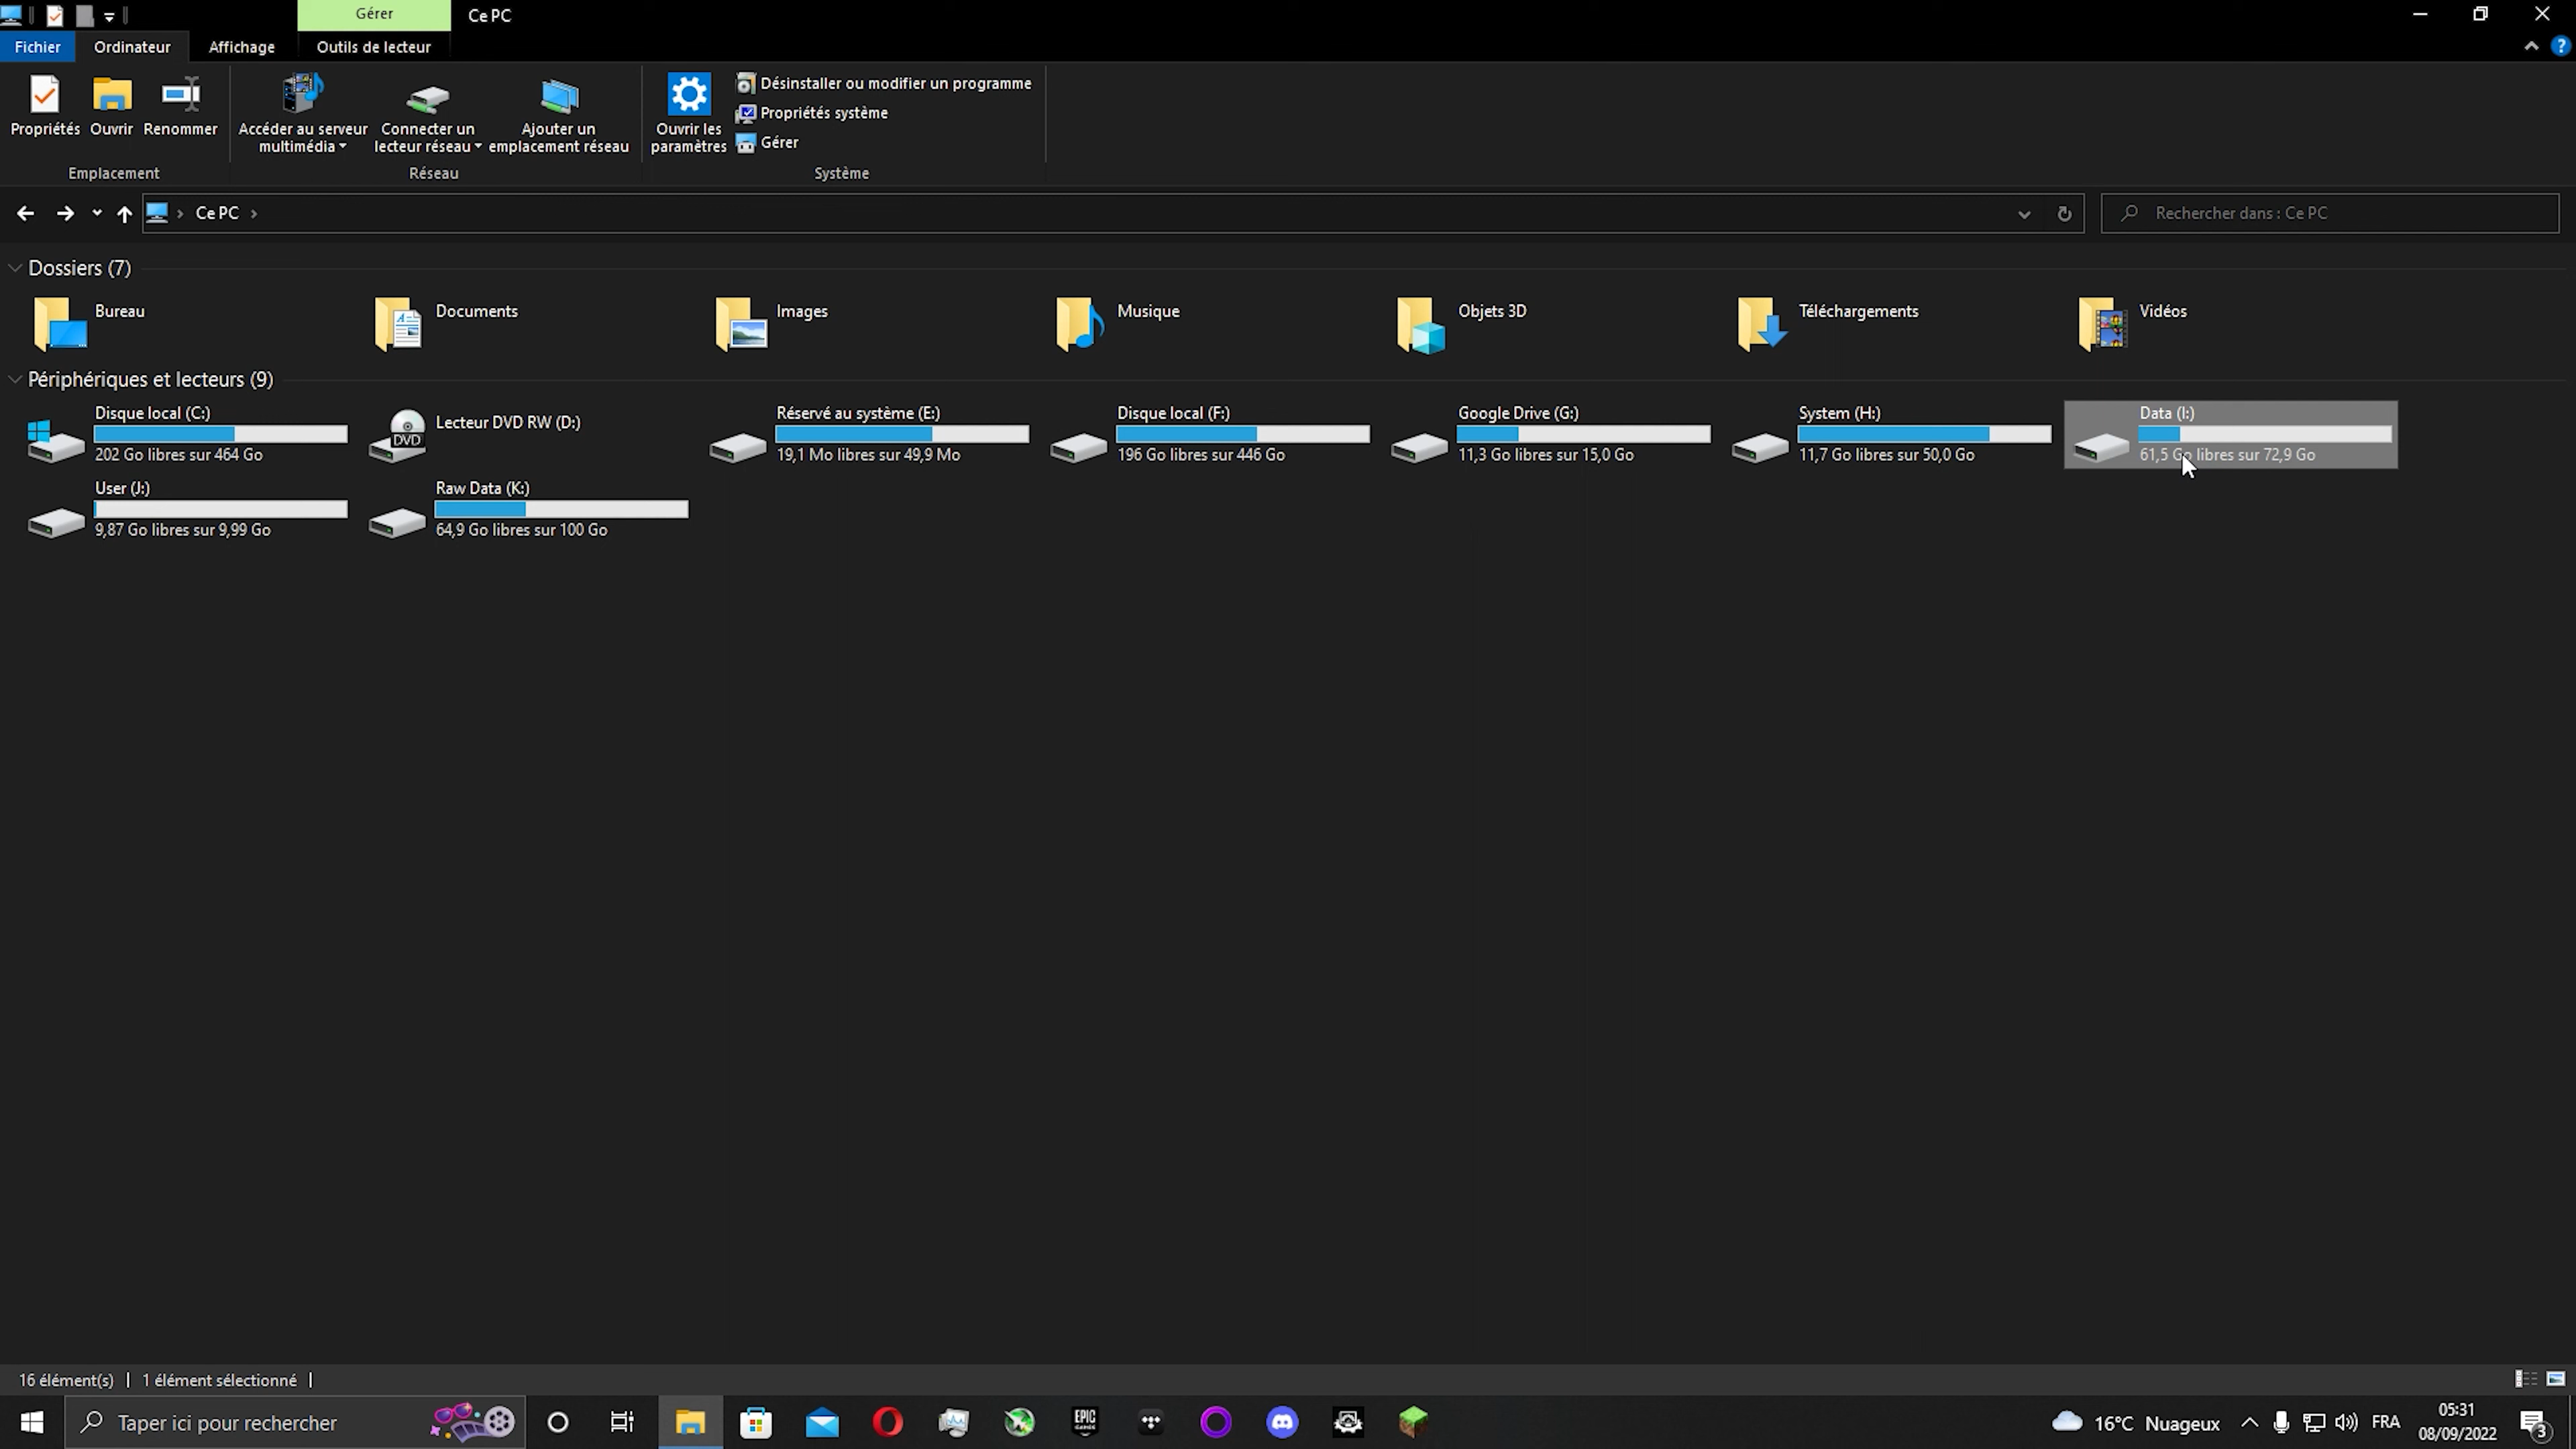 Gérer
Ce PC
Fichier
Ordinateur
Affichage
Outils de lecteur
Propriétés
Ouvrir
Renommer
Accéder au serveur
multimédia
Connecter un
lecteur réseau
Ajouter un
emplacement réseau
Ouvrir les
paramètres
Désinstaller ou modifier un programme
Propriétés système
Gérer
Emplacement
Réseau
Système
Ce PC
Rechercher dans : Ce PC
Dossiers (7)
Bureau
Documents
Images
Musique
Objets 3D
Téléchargements
Vidéos
Périphériques et lecteurs (9)
Disque local (C:)
202 Go libres sur 464 Go
Lecteur DVD RW (D:)
DVD
Réservé au système (E:)
19,1 Mo libres sur 49,9 Mo
Disque local (F:)
196 Go libres sur 446 Go
Google Drive (G:)
11,3 Go libres sur 15,0 Go
System (H:)
11,7 Go libres sur 50,0 Go
Data (I:)
61,5 Go libres sur 72,9 Go
User (J:)
9,87 Go libres sur 9,99 Go
Raw Data (K:)
64,9 Go libres sur 100 Go
16 élément(s)
1 élément sélectionné
Taper ici pour rechercher
EPIC
GAMES
16°C Nuageux
FRA
05:31
08/09/2022
3